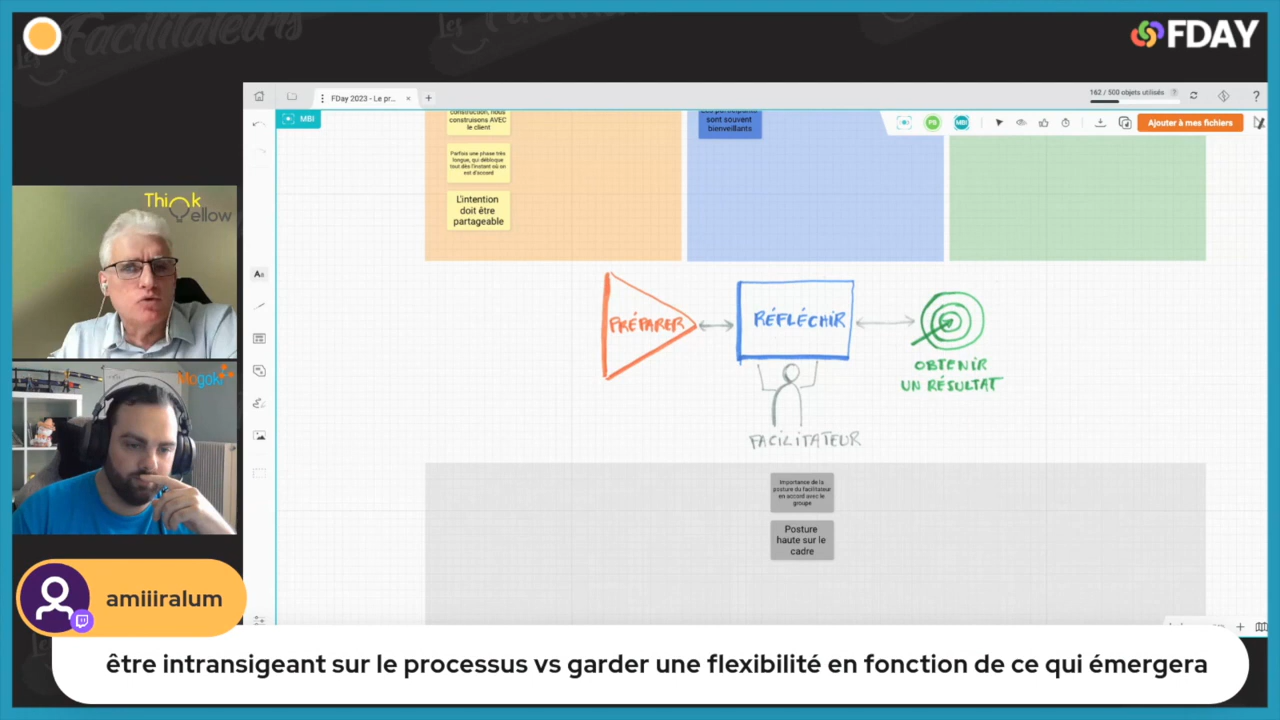 Les Facilitateurs
FDAY
FDay 2023 - Le pr...
162 / 500 objets utilisés
?
MBI
PB
MB
Ajouter à mes fichiers
construction, nous
construisons AVEC
le client
Parfois une phase très
longue, qui débloque
tout dès l'instant où on
est d'accord
L'intention
doit être
partageable
sont souvent
bienveillants
Think
Yellow
Mogoki
PRÉPARER
RÉFLÉCHIR
OBTENIR
UN RÉSULTAT
FACILITATEUR
Importance de la
posture du facilitateur
en accord avec le
groupe
Posture
haute sur le
cadre
amiiiralum
être intransigeant sur le processus vs garder une flexibilité en fonction de ce qui émergera